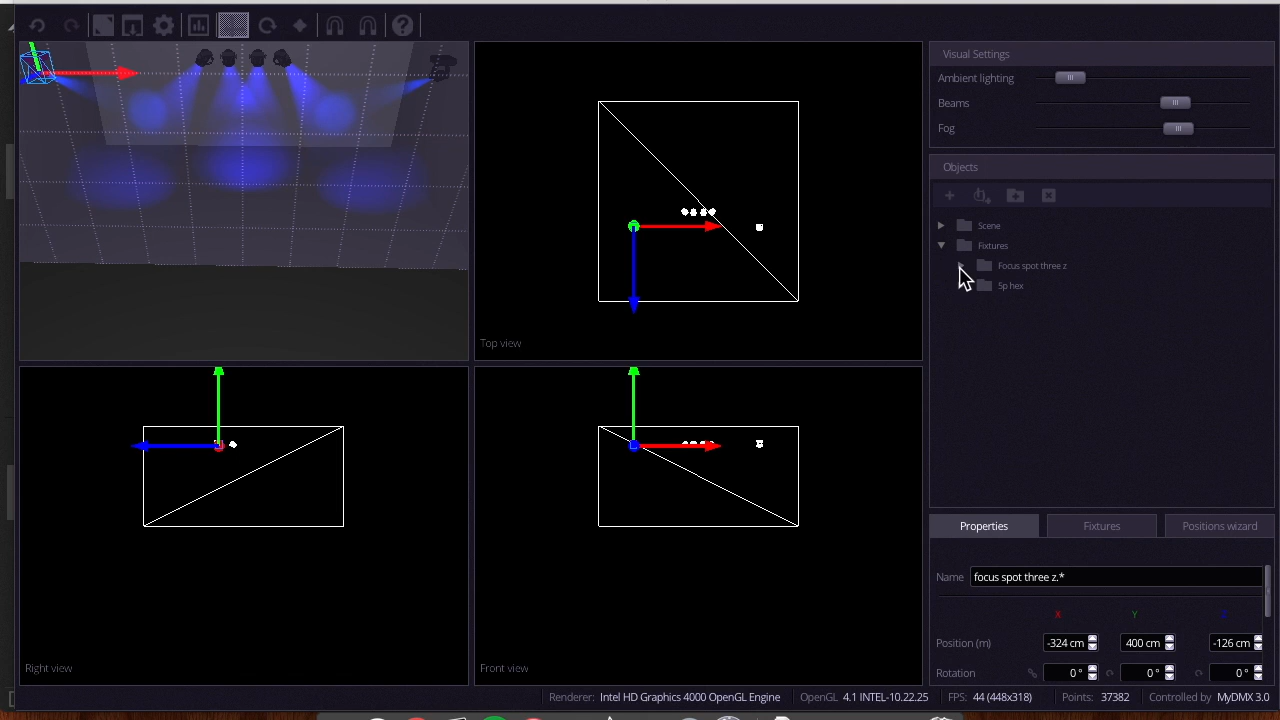 Visual Settings
Ambient lighting
Beams
Fog
Objects
Scene
Fixtures
Focus spot three z
5p hex
Top view
Right view
Front view
Properties
Fixtures
Positions wizard
Name
focus spot three z.*
X
Y
Z
Position (m)
-324 cm
400 cm
-126 cm
Rotation
0 °
0 °
0 °
Renderer: Intel HD Graphics 4000 OpenGL Engine
OpenGL 4.1 INTEL-10.22.25
FPS: 44 (448x318)
Points: 37382
Controlled by MyDMX 3.0